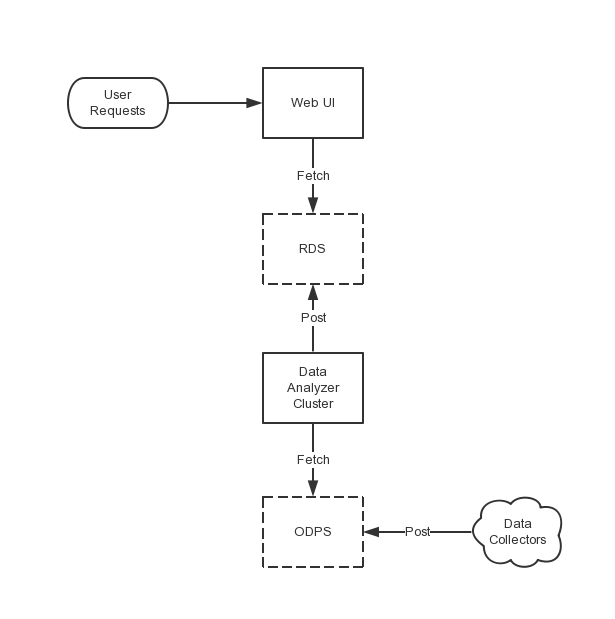 User
Requests
Web UI
Fetch
RDS
Post
Data
Analyzer
Cluster
Fetch
ODPS
Post
Data
Collectors